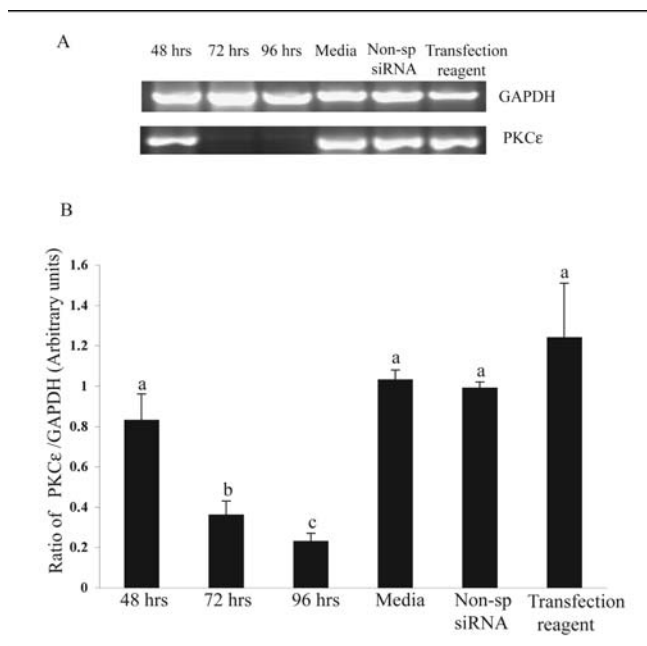 A
48 hrs 72 hrs 96 hrs Media Non-sp siRNA Transfection reagent
GAPDH
PKCε
B
Ratio of PKCε /GAPDH (Arbitrary units)
1.6
1.4
1.2
1
0.8
0.6
0.4
0.2
0
a b c a a a
48 hrs 72 hrs 96 hrs Media Non-sp siRNA Transfection reagent